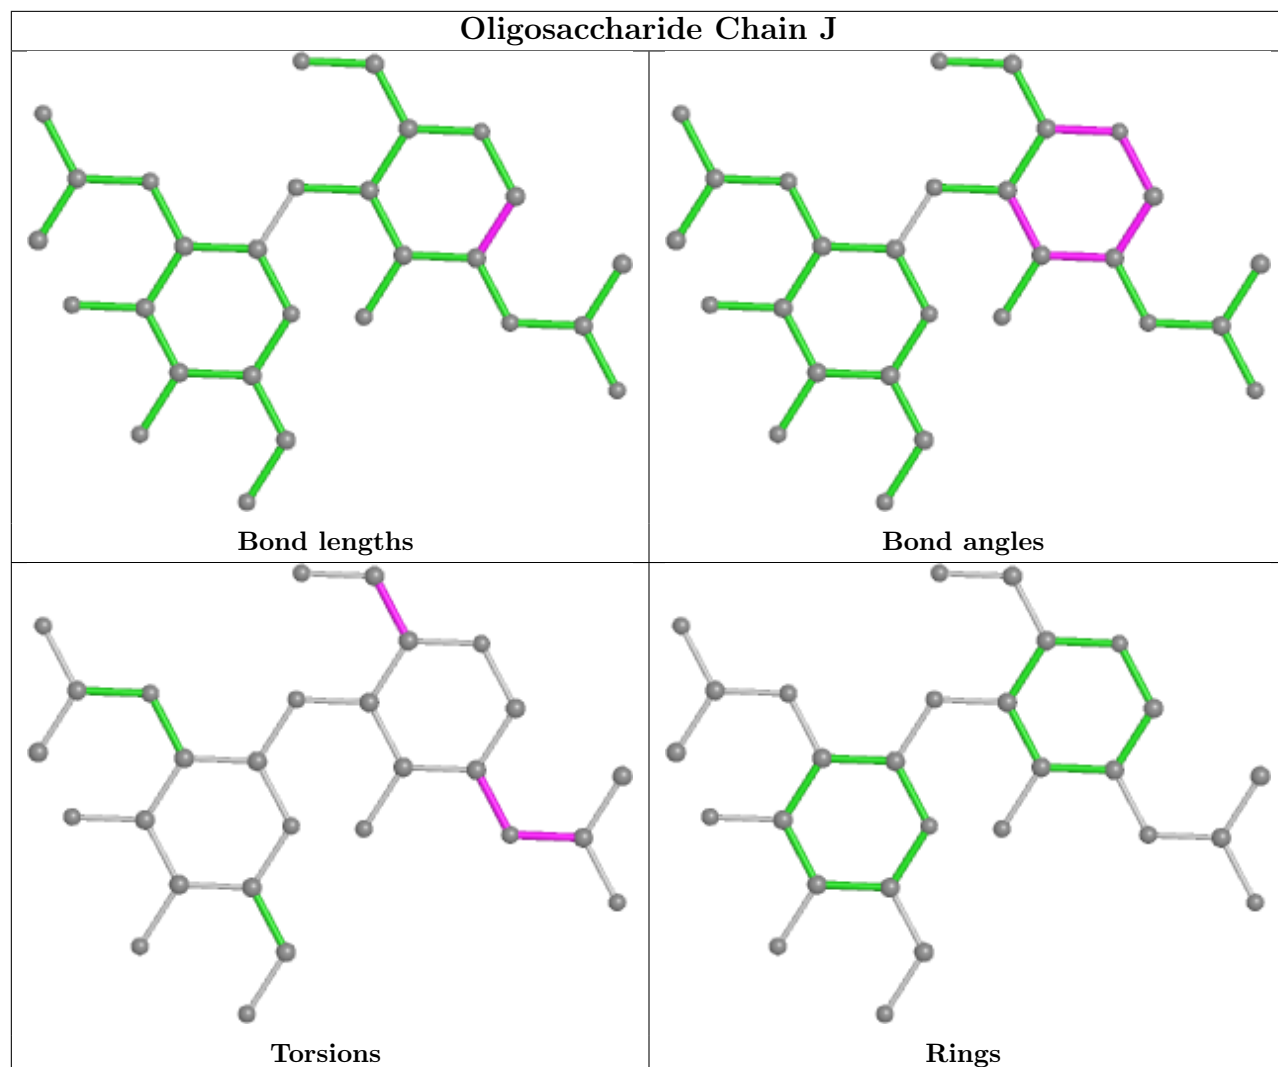 Oligosaccharide Chain J
Bond lengths
Bond angles
Torsions
Rings